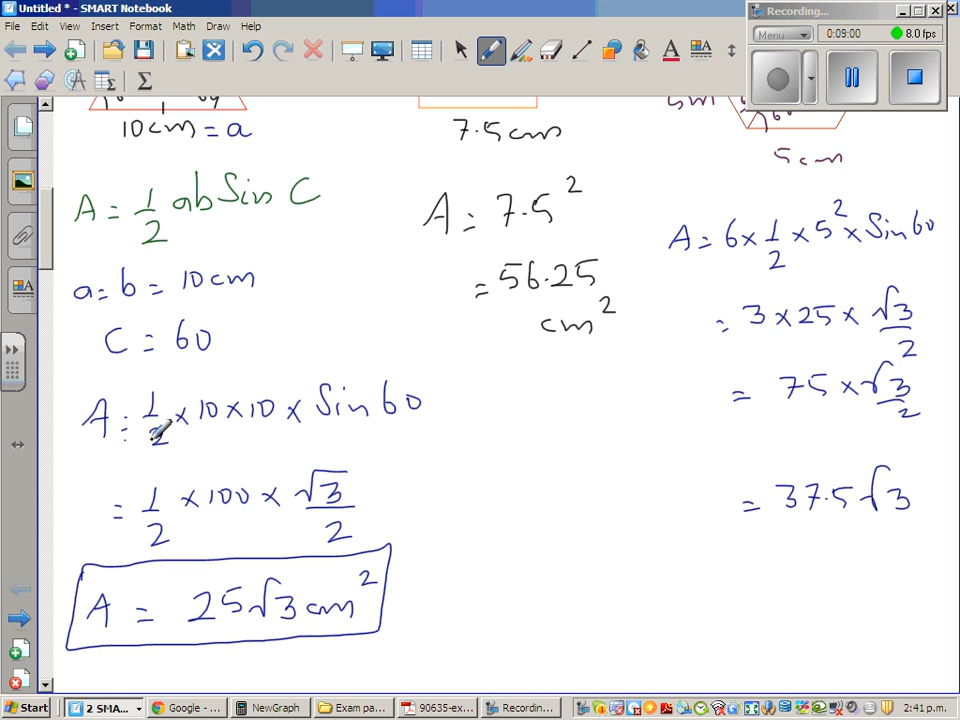 Untitled * - SMART Notebook
File Edit View Insert Format Math Draw Help
Recording...
Menu 0:09:00 8.0 fps
10cm = a
A = 1/2 ab Sin C
a = b = 10cm
C = 60
A = 1/2 × 10 × 10 × Sin 60
= 1/2 × 100 × √3/2
A = 25√3 cm²
7.5cm
A = 7.5²
= 56.25
cm²
5cm
5cm
A = 6 × 1/2 × 5² × Sin 60
= 3 × 25 × √3/2
= 75 × √3/2
= 37.5√3
Start 2 SMA... Google - ... NewGraph Exam pa... 90635-ex... Recordin... 2:41 p.m.